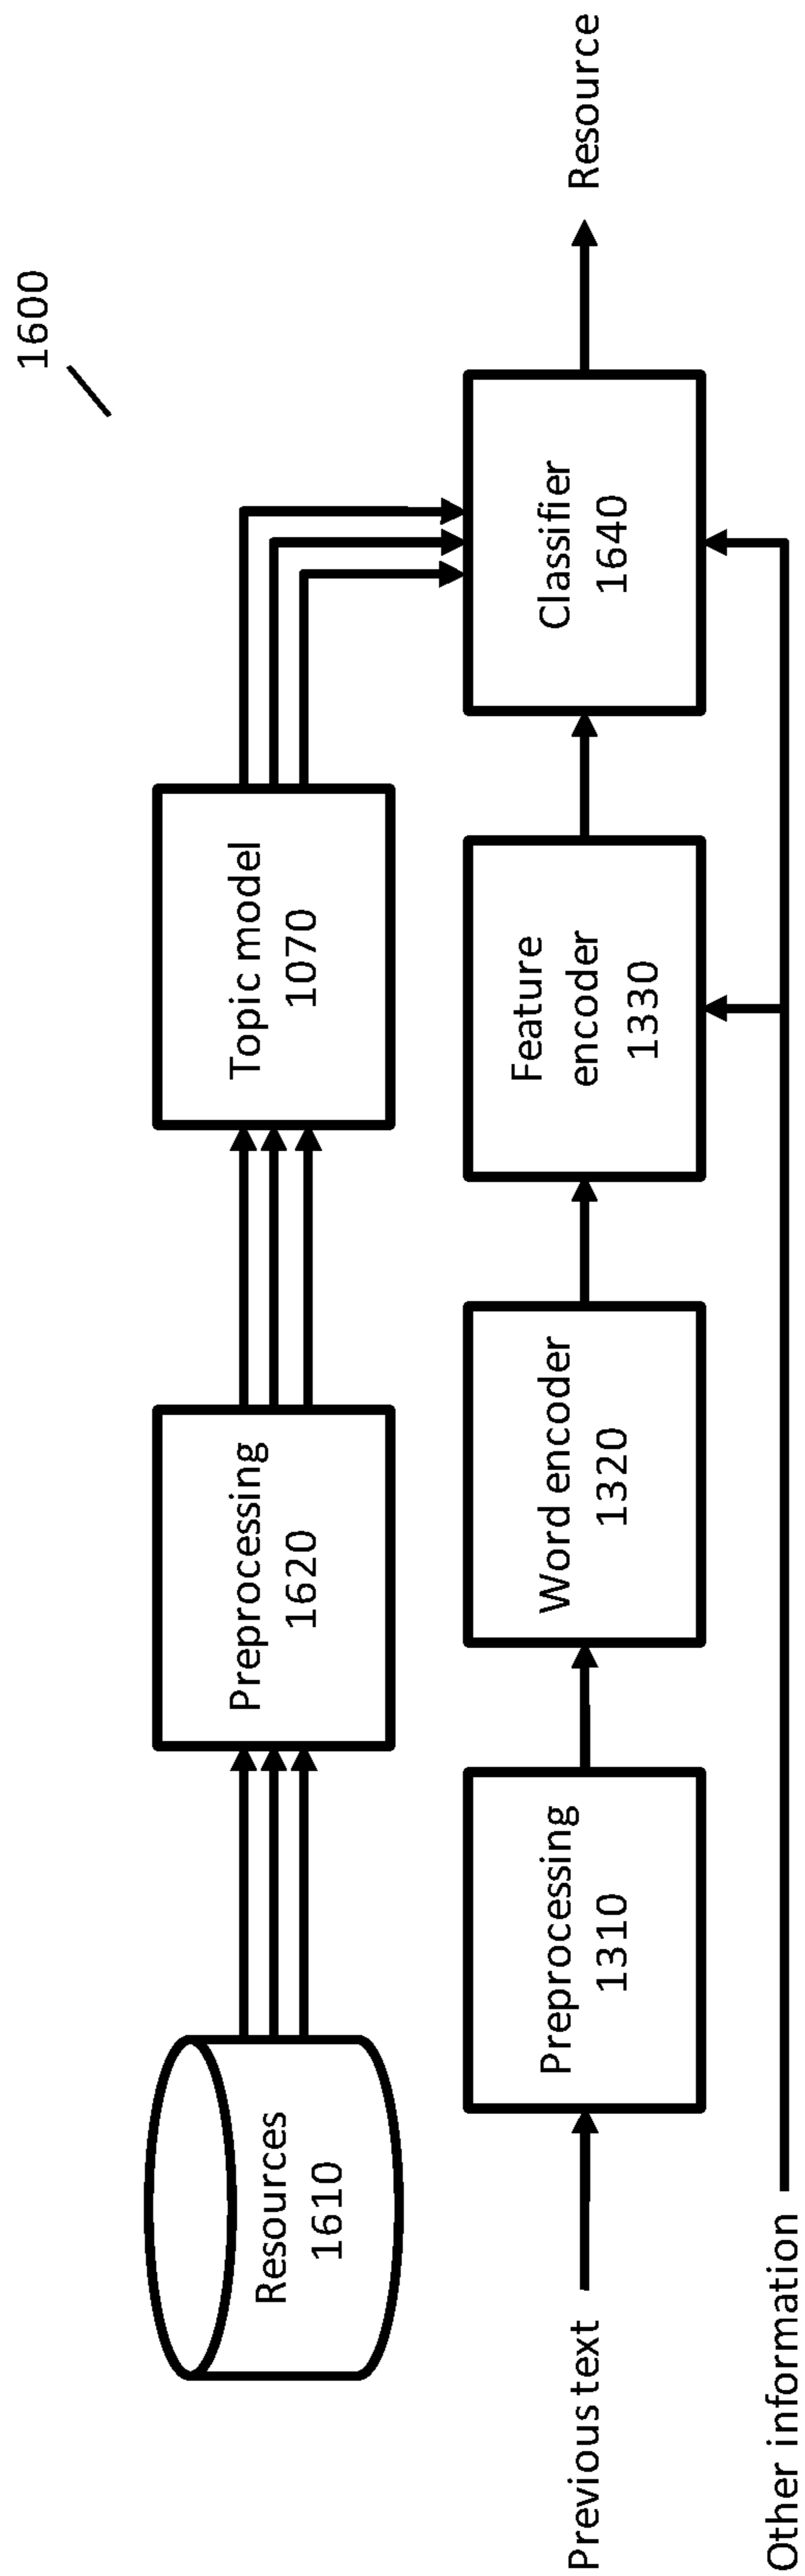 1600
Resources
1610
Preprocessing
1620
Topic model
1070
Previous text
Preprocessing
1310
Word encoder
1320
Feature
encoder
1330
Classifier
1640
Resource
Other information